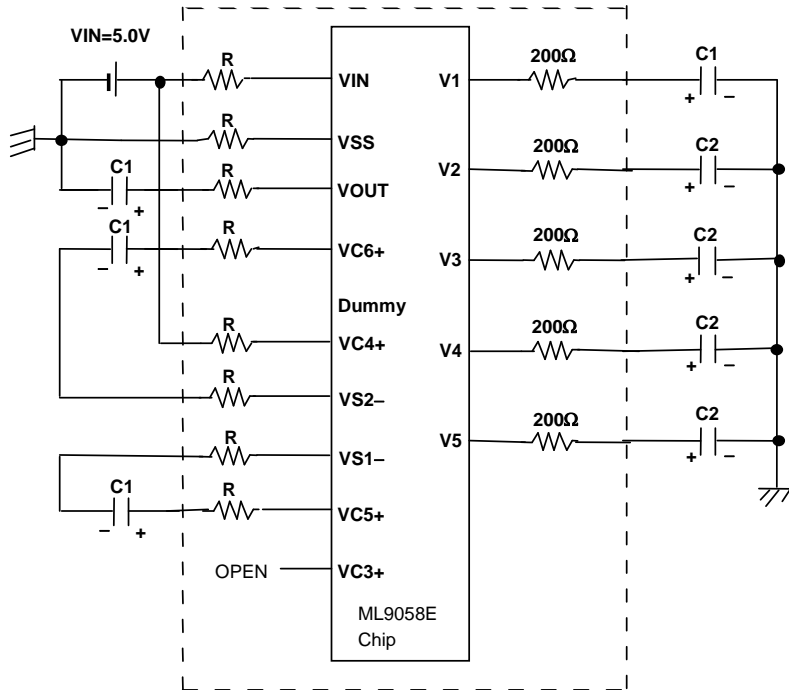 VIN=5.0V
R
VIN
R
VSS
C1
–
+
R
VOUT
C1
–
+
R
VC6+
Dummy
R
VC4+
R
VS2–
R
VS1–
C1
–
+
R
VC5+
OPEN
VC3+
ML9058E
Chip
V1
200Ω
C1
+
–
V2
200Ω
C2
+
–
V3
200Ω
C2
+
–
V4
200Ω
C2
+
–
V5
200Ω
C2
+
–